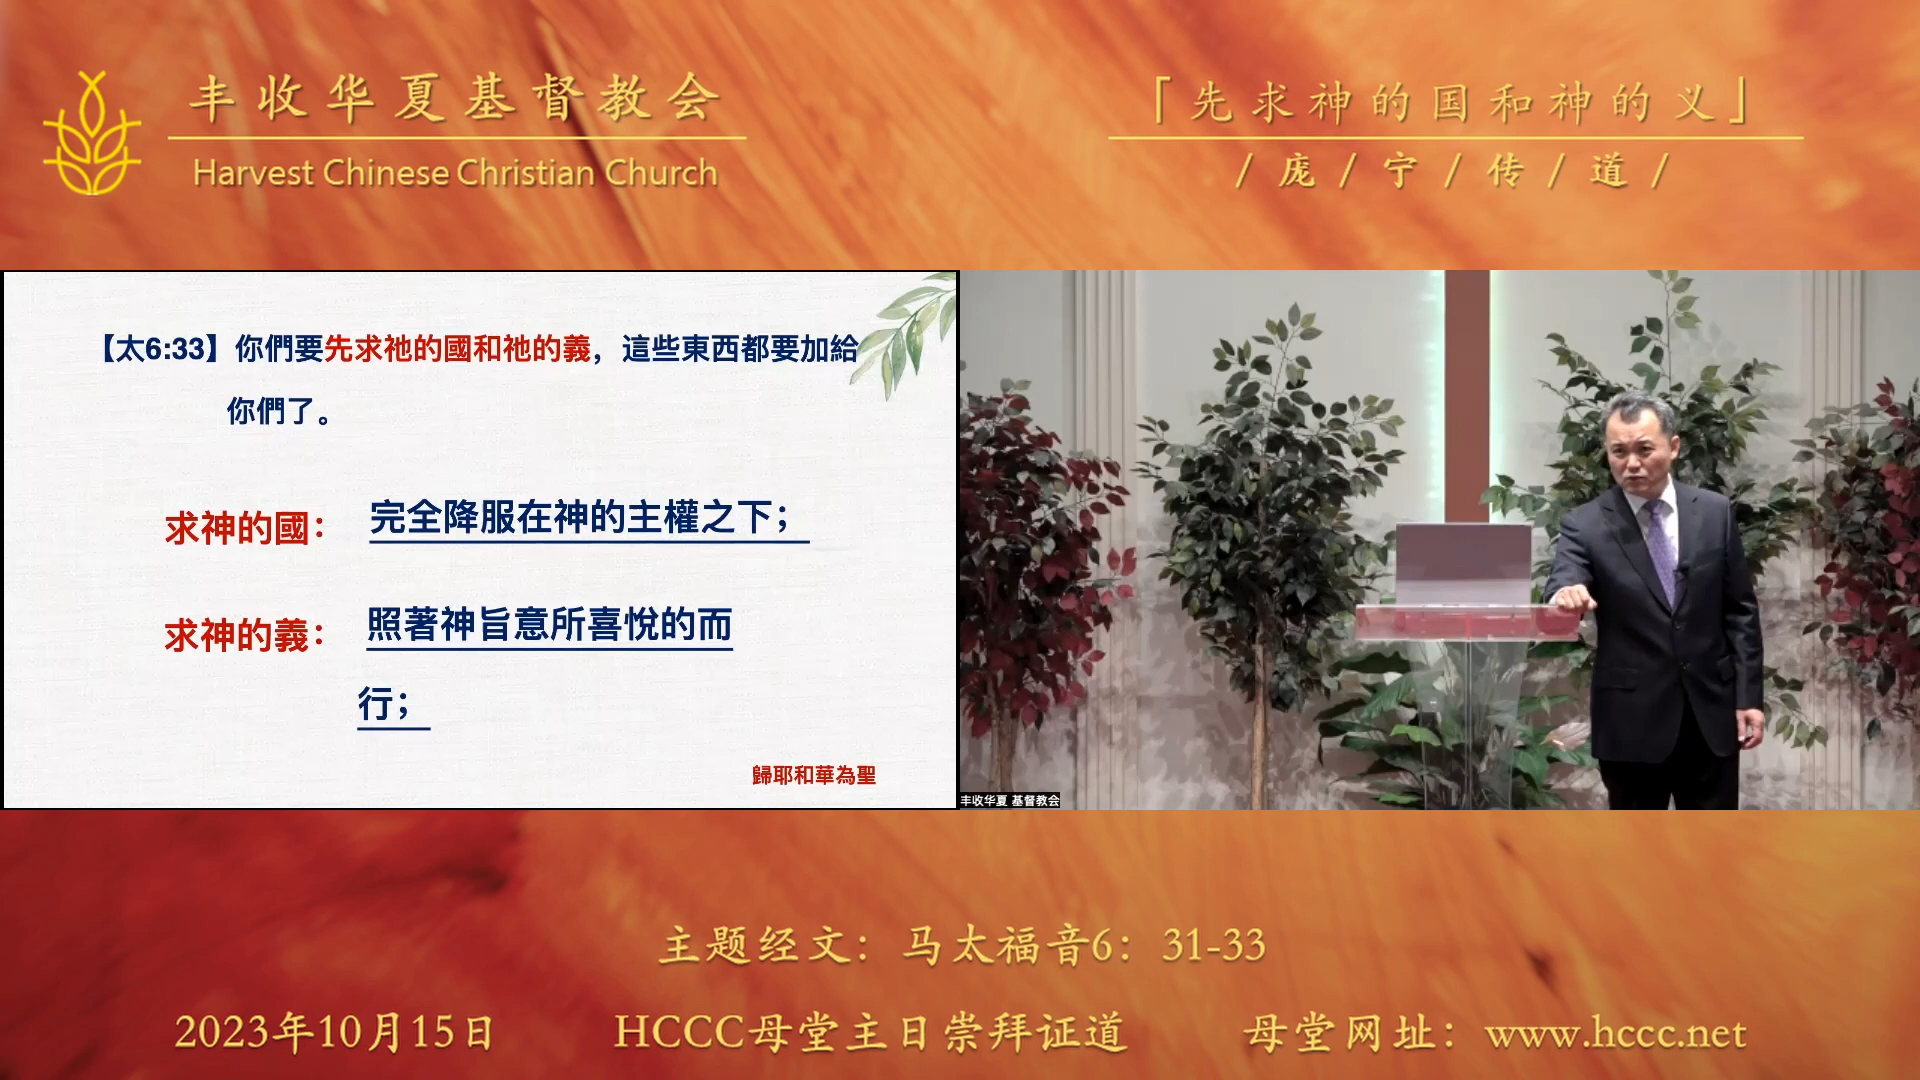 丰收华夏基督教会
Harvest Chinese Christian Church
「先求神的国和神的义」
/ 庞 / 宁 / 传 / 道 /
【太6:33】你們要先求祂的國和祂的義，這些東西都要加給
你們了。
求神的國： 完全降服在神的主權之下；
求神的義： 照著神旨意所喜悅的而
行；
歸耶和華為聖
丰收华夏 基督教会
主题经文：马太福音6：31-33
2023年10月15日 HCCC母堂主日崇拜证道 母堂网址：www.hccc.net